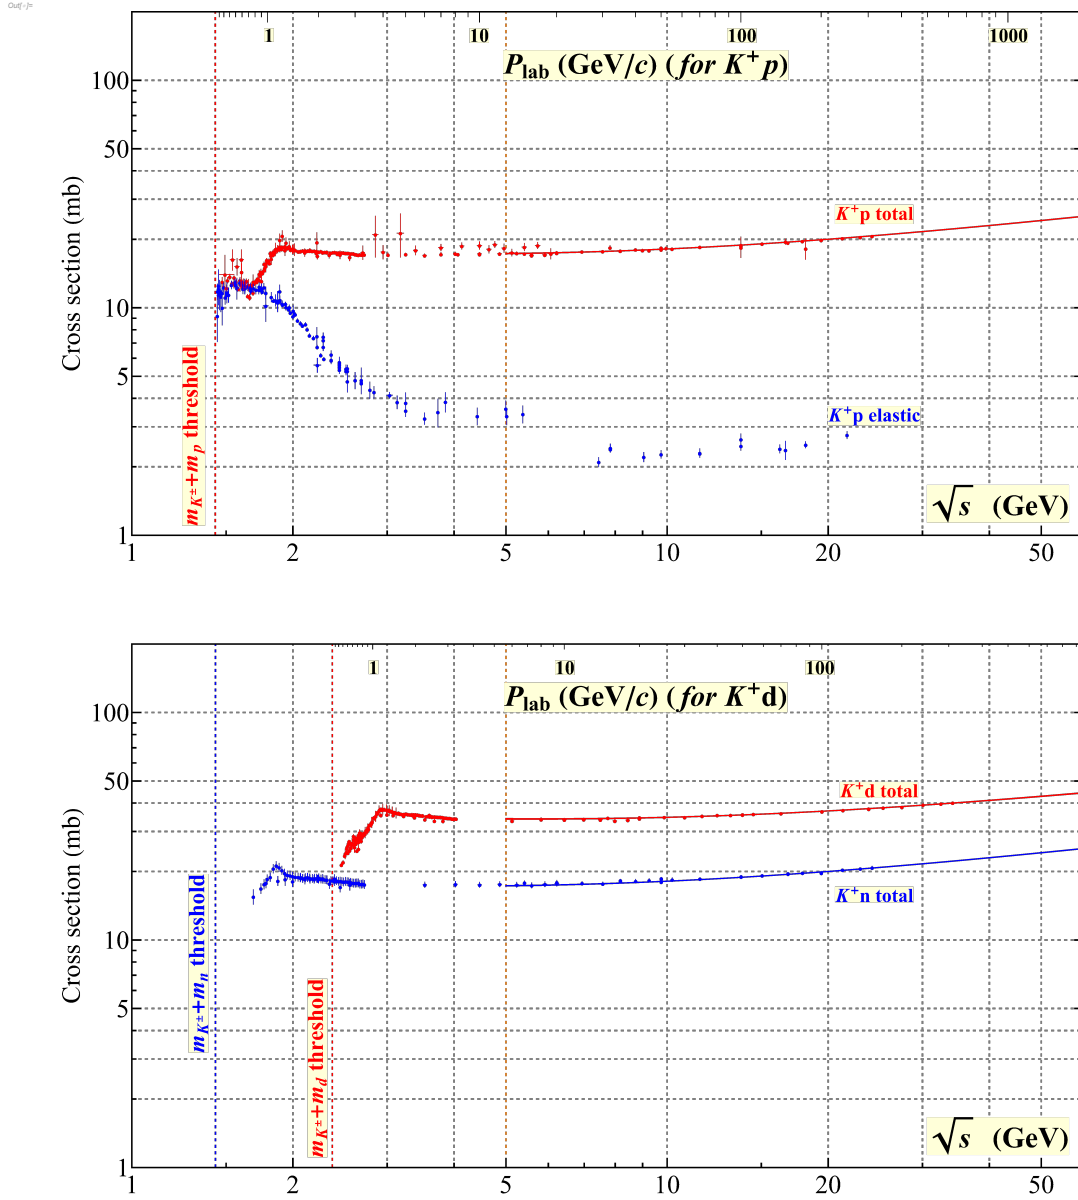 Out[-]=
1 10 100 1000
P_lab (GeV/c) (for K⁺p)
100
50
10
5
1
Cross section (mb)
K⁺p total
K⁺p elastic
m_K± + m_p threshold
√s (GeV)
1 2 5 10 20 50
1 10 100
P_lab (GeV/c) (for K⁺d)
100
50
10
5
1
Cross section (mb)
K⁺d total
K⁺n total
m_K± + m_n threshold
m_K± + m_d threshold
√s (GeV)
1 2 5 10 20 50